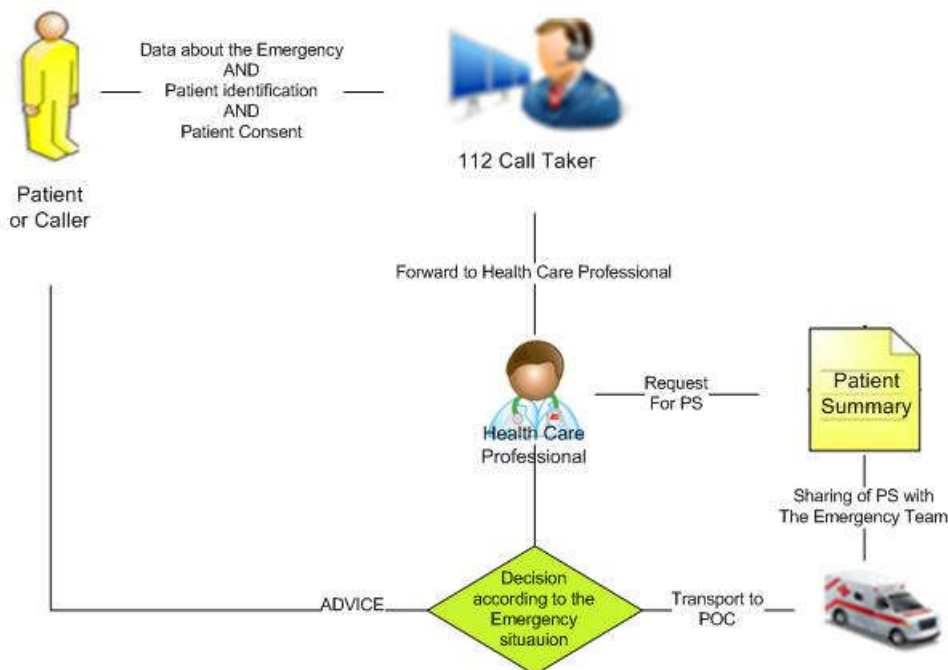 Data about the Emergency
AND
Patient identification
AND
Patient Consent
112 Call Taker
Patient
or Caller
Forward to Health Care Professional
Request
For PS
Patient
Summary
Health Care
Professional
Sharing of PS with
The Emergency Team
Decision
according to the
Emergency
situauion
ADVICE
Transport to
POC